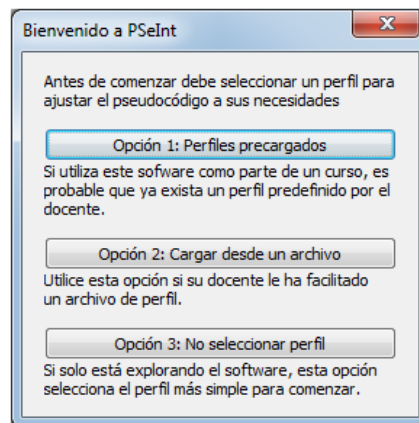 Bienvenido a PSeInt
Antes de comenzar debe seleccionar un perfil para
ajustar el pseudocódigo a sus necesidades
Opción 1: Perfiles precargados
Si utiliza este sofware como parte de un curso, es
probable que ya exista un perfil predefinido por el
docente.
Opción 2: Cargar desde un archivo
Utilice esta opción si su docente le ha facilitado
un archivo de perfil.
Opción 3: No seleccionar perfil
Si solo está explorando el software, esta opción
selecciona el perfil más simple para comenzar.